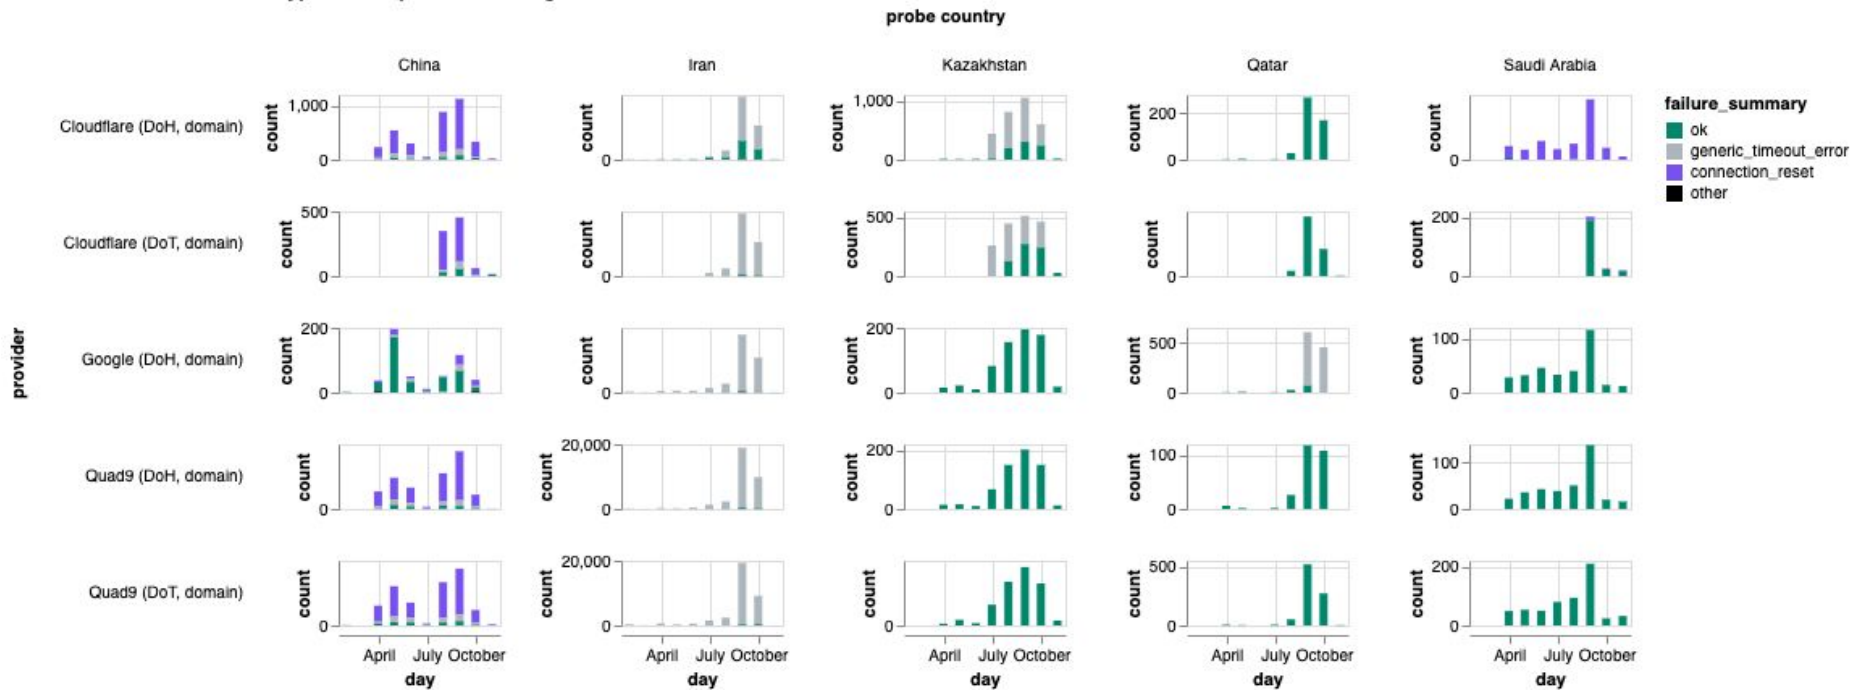 probe country
China Iran Kazakhstan Qatar Saudi Arabia
failure_summary
ok
generic_timeout_error
connection_reset
other
provider
Cloudflare (DoH, domain)
count 1,000 0
count 0
count 1,000 0
count 200 0
count 0
Cloudflare (DoT, domain)
count 500 0
count 0
count 500 0
count 0
count 200 0
Google (DoH, domain)
count 200 0
count 0
count 200 0
count 500 0
count 100 0
Quad9 (DoH, domain)
count 0
count 20,000 0
count 200 0
count 100 0
count 100 0
Quad9 (DoT, domain)
count 0
count 20,000 0
count 0
count 500 0
count 200 0
April July October April July October April July October April July October April July October
day day day day day